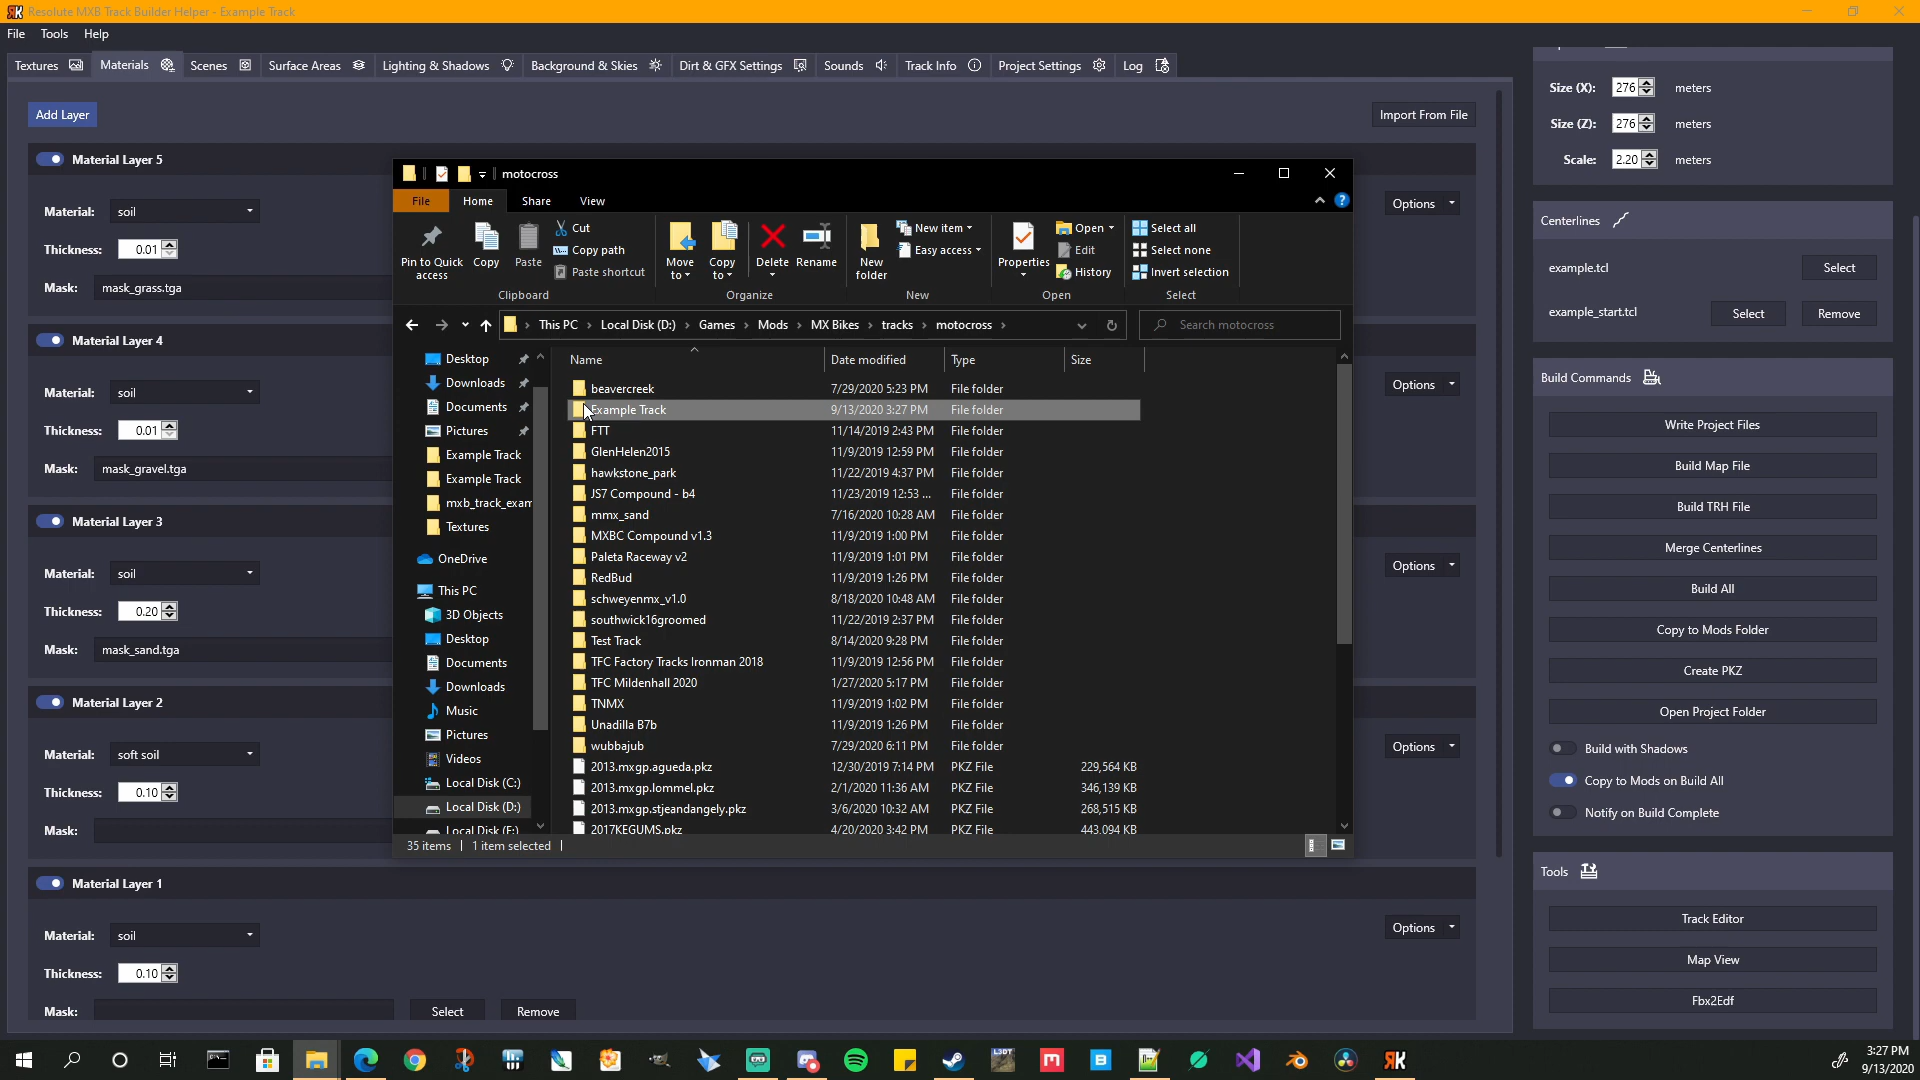 Resolute MXB Track Builder Helper - Example Track
File Tools Help
Textures Materials Scenes Surface Areas Lighting & Shadows Background & Skies Dirt & GFX Settings Sounds Track Info Project Settings Log
Add Layer
Import From File
Material Layer 5
Material: soil
Options
Thickness: 0.01
Mask: mask_grass.tga
Material Layer 4
Material: soil
Options
Thickness: 0.01
Mask: mask_gravel.tga
Material Layer 3
Material: soil
Options
Thickness: 0.20
Mask: mask_sand.tga
Material Layer 2
Material: soft soil
Options
Thickness: 0.10
Mask:
Material Layer 1
Material: soil
Options
Thickness: 0.10
Mask:
Select Remove
motocross
File Home Share View
Pin to Quick access
Copy
Paste
Cut
Copy path
Paste shortcut
Clipboard
Move to
Copy to
Delete
Rename
Organize
New folder
New item
Easy access
New
Properties
Open
Edit
History
Open
Select all
Select none
Invert selection
Select
This PC Local Disk (D:) Games Mods MX Bikes tracks motocross
Search motocross
Desktop
Downloads
Documents
Pictures
Example Track
Example Track
mxb_track_exam
Textures
OneDrive
This PC
3D Objects
Desktop
Documents
Downloads
Music
Pictures
Videos
Local Disk (C:)
Local Disk (D:)
Local Disk (F:)
Name Date modified Type Size
beavercreek 7/29/2020 5:23 PM File folder
Example Track 9/13/2020 3:27 PM File folder
FTT 11/14/2019 2:43 PM File folder
GlenHelen2015 11/9/2019 12:59 PM File folder
hawkstone_park 11/22/2019 4:37 PM File folder
JS7 Compound - b4 11/23/2019 12:53 ... File folder
mmx_sand 7/16/2020 10:28 AM File folder
MXBC Compound v1.3 11/9/2019 1:00 PM File folder
Paleta Raceway v2 11/9/2019 1:01 PM File folder
RedBud 11/9/2019 1:26 PM File folder
schweyenmx_v1.0 8/18/2020 10:48 AM File folder
southwick16groomed 11/22/2019 2:37 PM File folder
Test Track 8/14/2020 9:28 PM File folder
TFC Factory Tracks Ironman 2018 11/9/2019 12:56 PM File folder
TFC Mildenhall 2020 1/27/2020 5:17 PM File folder
TNMX 11/9/2019 1:02 PM File folder
Unadilla B7b 11/9/2019 1:26 PM File folder
wubbajub 7/29/2020 6:11 PM File folder
2013.mxgp.agueda.pkz 12/30/2019 7:14 PM PKZ File 229,564 KB
2013.mxgp.lommel.pkz 2/1/2020 11:36 AM PKZ File 346,139 KB
2013.mxgp.stjeandangely.pkz 3/6/2020 10:32 AM PKZ File 268,515 KB
2017KEGUMS.pkz 4/20/2020 3:42 PM PKZ File 443,094 KB
35 items 1 item selected
Size (X): 276 meters
Size (Z): 276 meters
Scale: 2.20 meters
Centerlines
example.tcl Select
example_start.tcl Select Remove
Build Commands
Write Project Files
Build Map File
Build TRH File
Merge Centerlines
Build All
Copy to Mods Folder
Create PKZ
Open Project Folder
Build with Shadows
Copy to Mods on Build All
Notify on Build Complete
Tools
Track Editor
Map View
Fbx2Edf
3:27 PM
9/13/2020